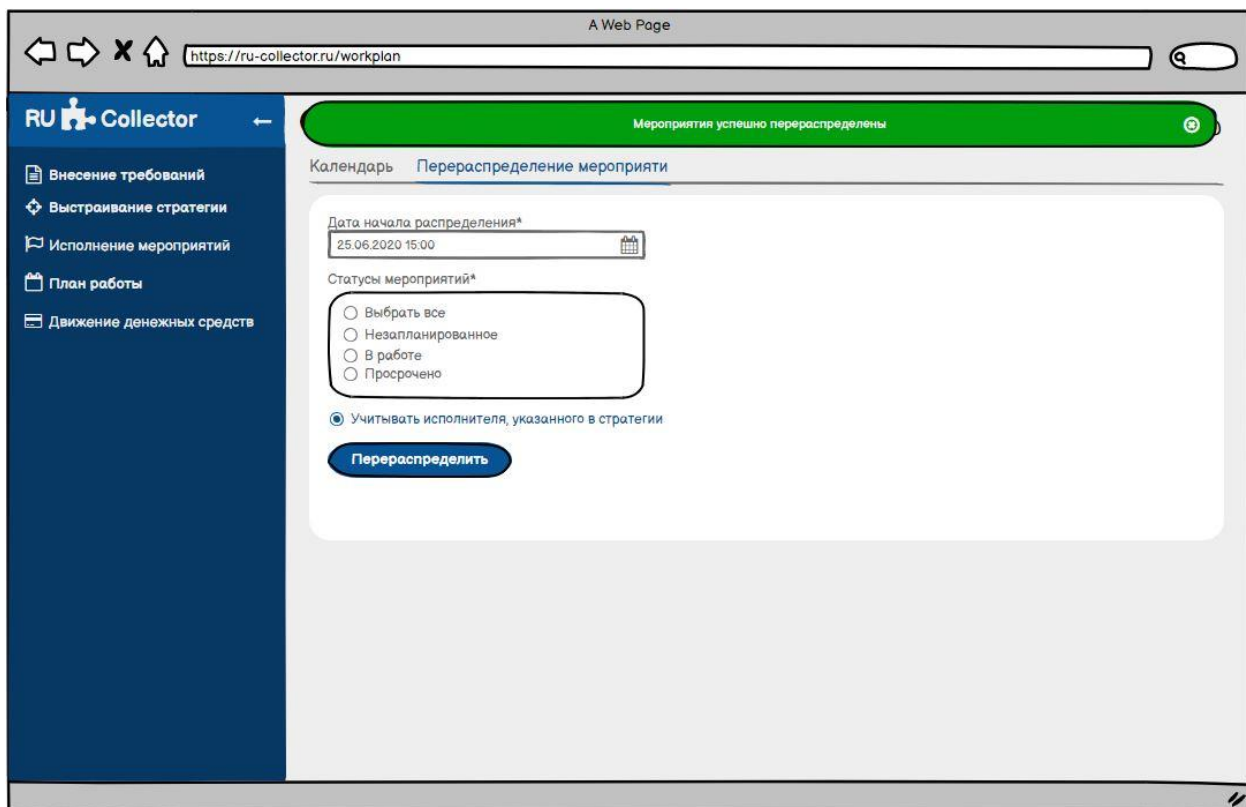 A Web Page
https://ru-collector.ru/workplan
RU Collector
Мероприятия успешно перераспределены
Внесение требований
Выстраивание стратегии
Исполнение мероприятий
План работы
Движение денежных средств
Календарь Перераспределение мероприяти
Дата начала распределения*
25.06.2020 15:00
Статусы мероприятий*
Выбрать все
Незапланированное
В работе
Просрочено
Учитывать исполнителя, указанного в стратегии
Перераспределить